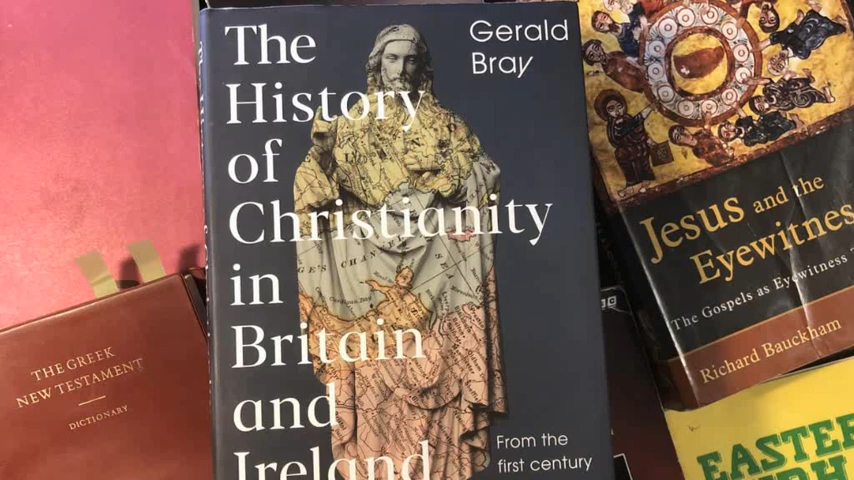 The
History
of
Christianity
in
Britain
and
Ireland
Gerald
Bray
From the
first century
THE GREEK
NEW TESTAMENT
DICTIONARY
Jesus and the
Eyewitness
The Gospels as Eyewitness
Richard Bauckham
EASTER